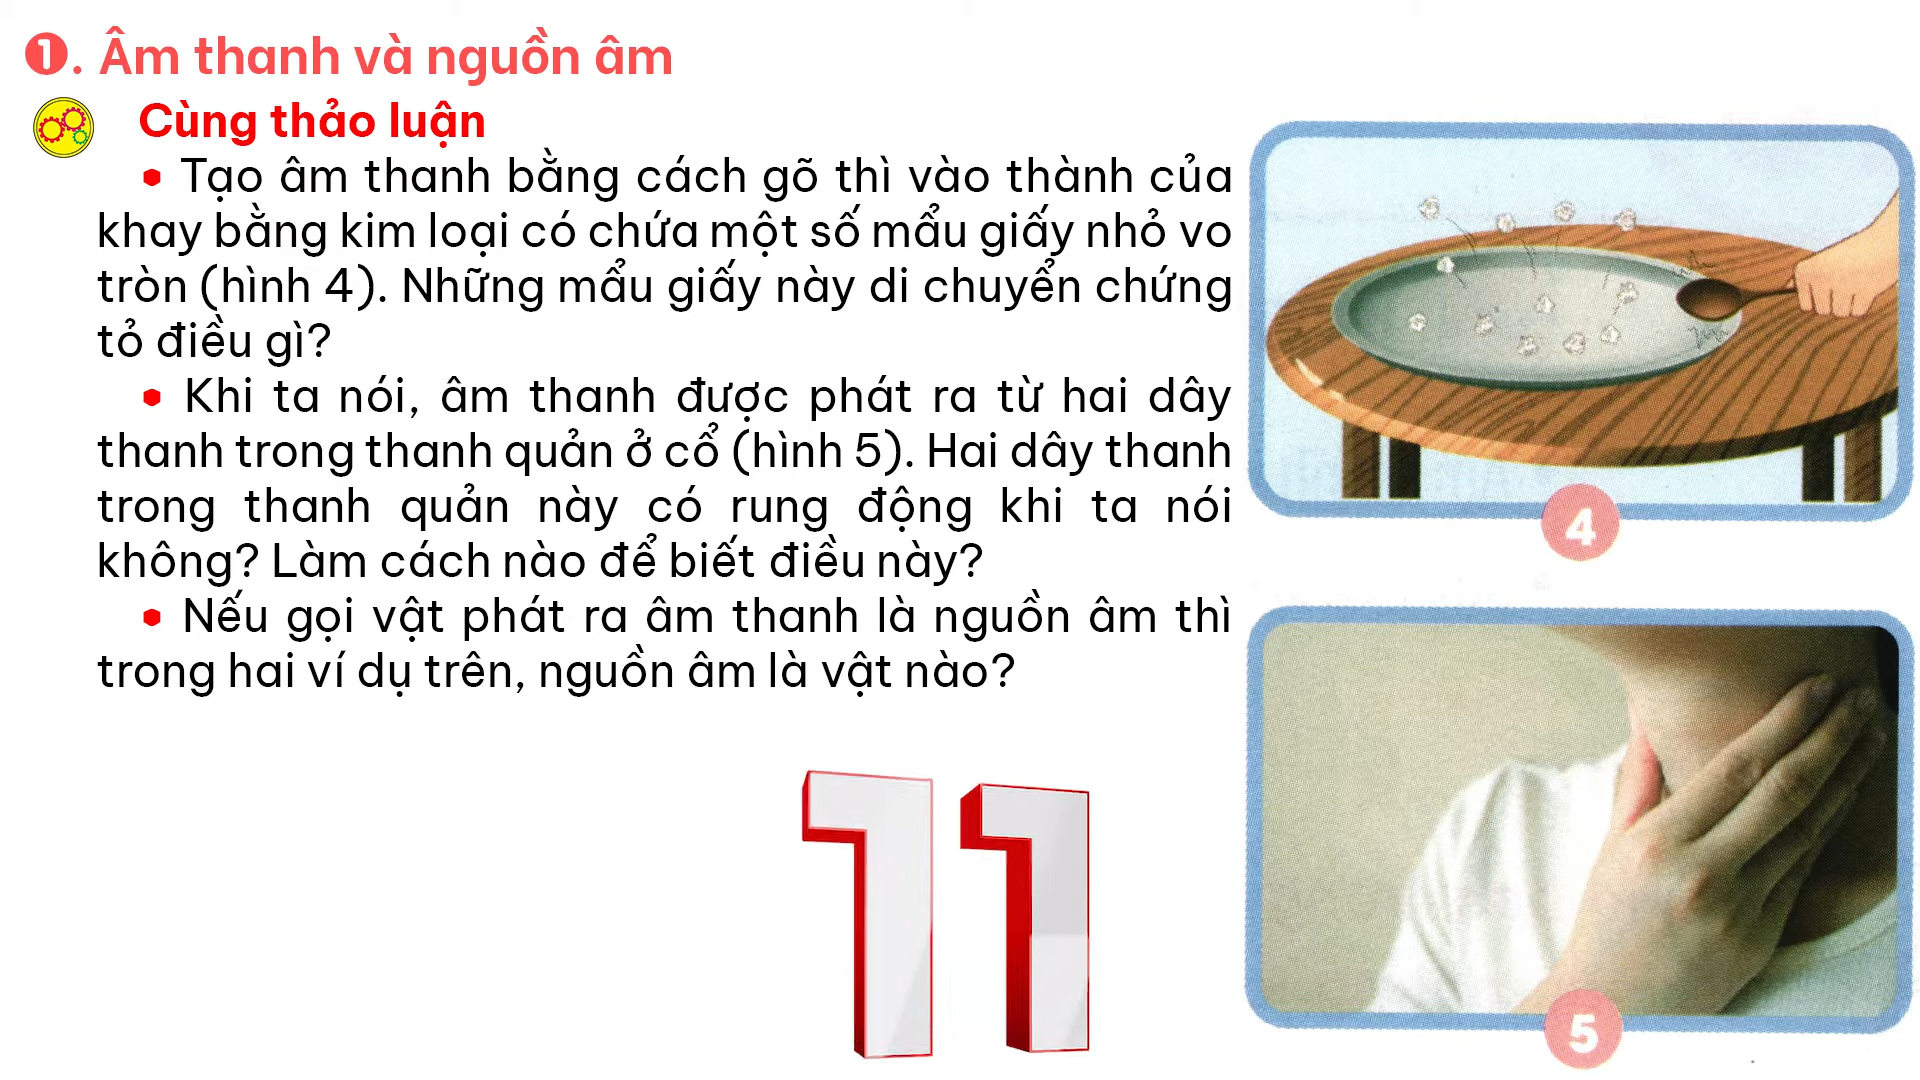 1. Âm thanh và nguồn âm
Cùng thảo luận
• Tạo âm thanh bằng cách gõ thì vào thành của
khay bằng kim loại có chứa một số mẩu giấy nhỏ vo
tròn (hình 4). Những mẩu giấy này di chuyển chứng
tỏ điều gì?
• Khi ta nói, âm thanh được phát ra từ hai dây
thanh trong thanh quản ở cổ (hình 5). Hai dây thanh
trong thanh quản này có rung động khi ta nói
không? Làm cách nào để biết điều này?
• Nếu gọi vật phát ra âm thanh là nguồn âm thì
trong hai ví dụ trên, nguồn âm là vật nào?
4
11
5